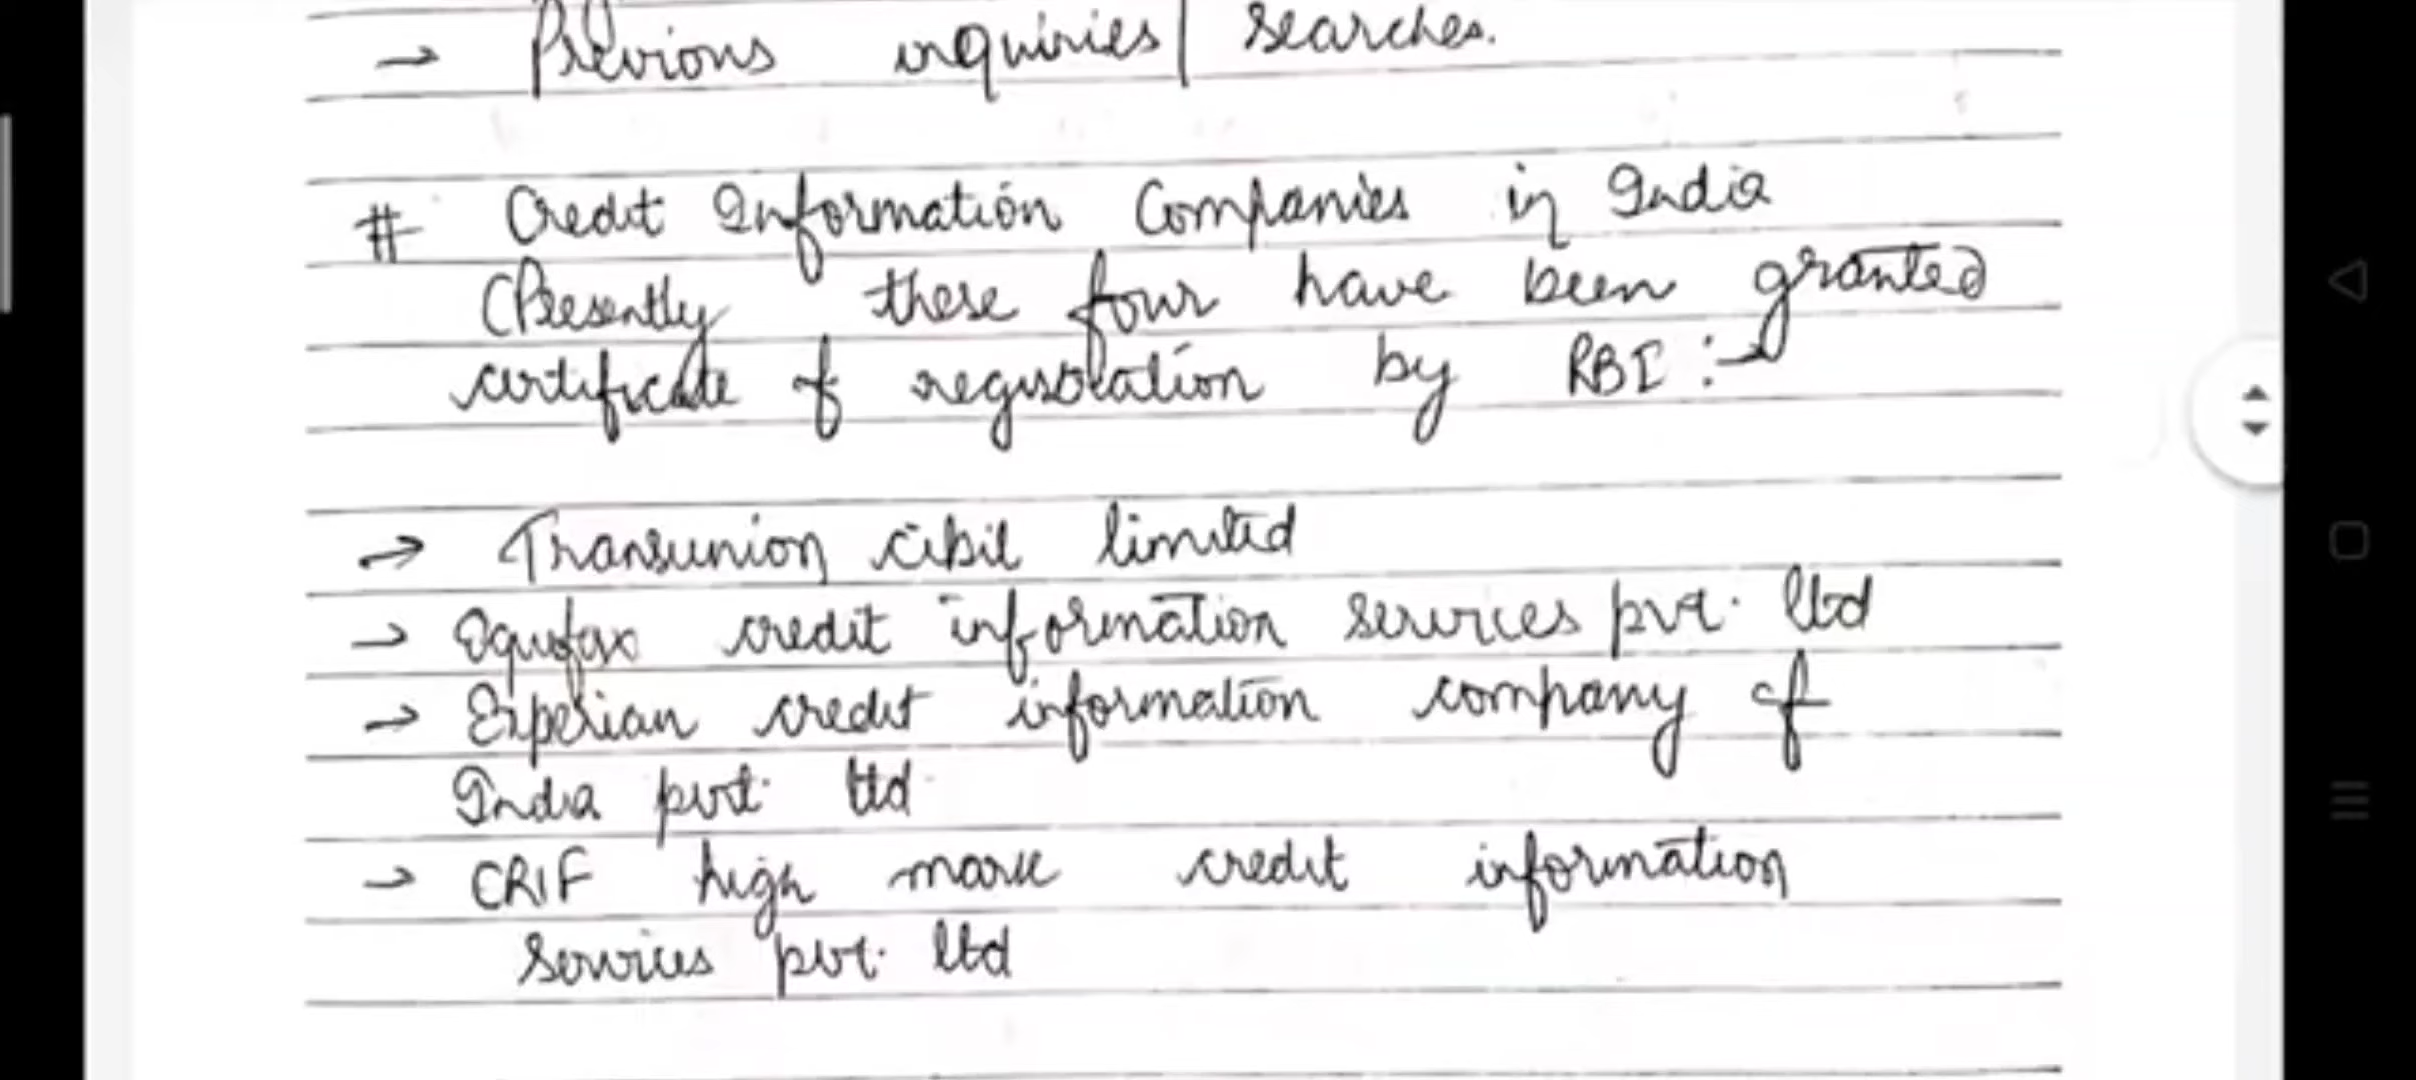 → Previous inquiries/ searches.
# Credit Information Companies in India
(Presently these four have been granted
certificate of registration by RBI :→
→ Transunion cibil limited
→ Equifax credit information services pvt. ltd
→ Experian credit information company of
India pvt. ltd
→ CRIF high mark credit information
services pvt. ltd